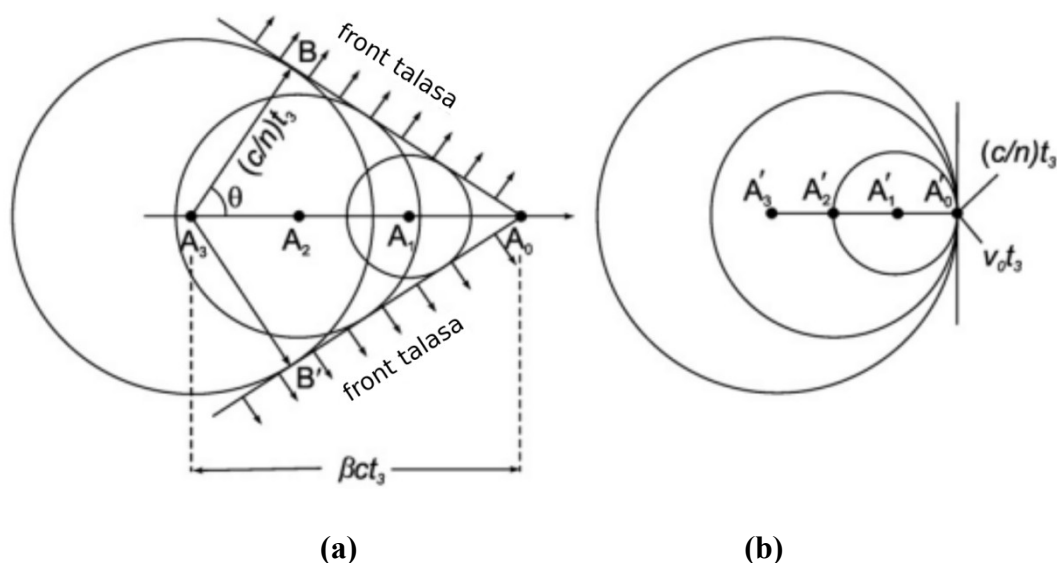 B
front talasa
(c/n)t₃
θ
A₃
A₂
A₁
A₀
B'
front talasa
βct₃
(a)
A'₃
A'₂
A'₁
A'₀
(c/n)t₃
v₀t₃
(b)